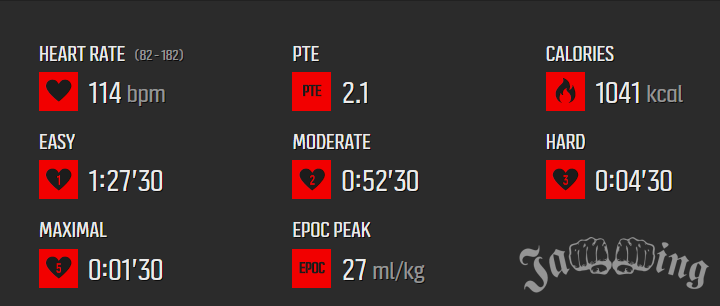 HEART RATE (82-182)
PTE
CALORIES
PTE
114 bpm
2.1
1041 kcal
EASY
MODERATE
HARD
1
1:27'30
2
0:52'30
3
0:04'30
MAXIMAL
EPOC PEAK
5
0:01'30
EPOC
27 ml/kg